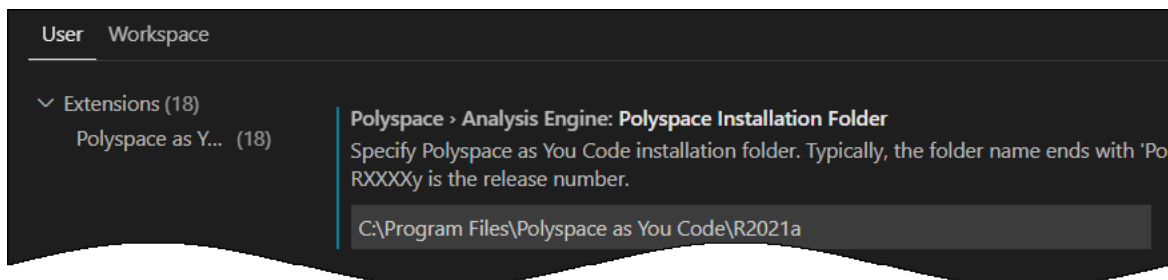 User Workspace
Extensions (18)
Polyspace as Y... (18)
Polyspace › Analysis Engine: Polyspace Installation Folder
Specify Polyspace as You Code installation folder. Typically, the folder name ends with 'Po
RXXXXy is the release number.
C:\Program Files\Polyspace as You Code\R2021a